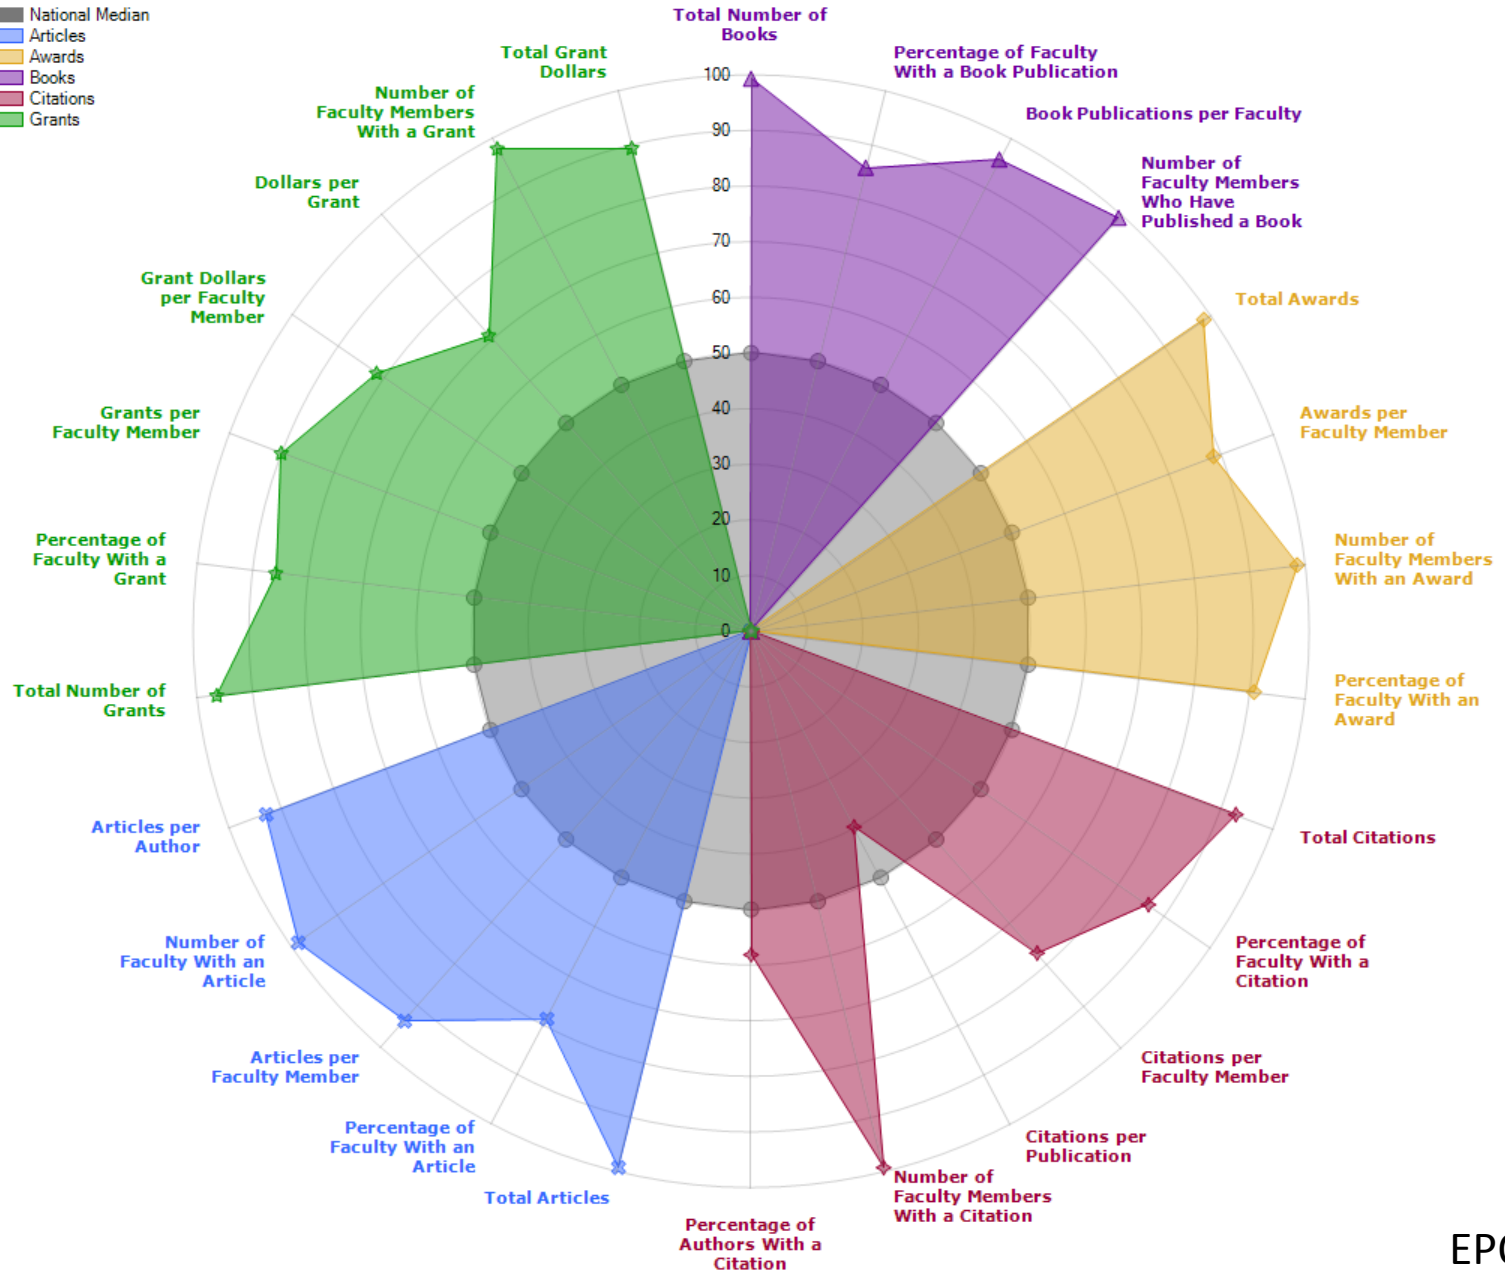 National Median
Articles
Awards
Books
Citations
Grants
Total Number of
Books
Percentage of Faculty
With a Book Publication
Book Publications per Faculty
Number of
Faculty Members
Who Have
Published a Book
Total Awards
Awards per
Faculty Member
Number of
Faculty Members
With an Award
Percentage of
Faculty With an
Award
Total Citations
Percentage of
Faculty With a
Citation
Citations per
Faculty Member
Citations per
Publication
Number of
Faculty Members
With a Citation
Percentage of
Authors With a
Citation
Total Articles
Percentage of
Faculty With an
Article
Articles per
Faculty Member
Number of
Faculty With an
Article
Articles per
Author
Total Number of
Grants
Percentage of
Faculty With a
Grant
Grants per
Faculty Member
Grant Dollars
per Faculty
Member
Dollars per
Grant
Number of
Faculty Members
With a Grant
Total Grant
Dollars
100
90
80
70
60
50
40
30
20
10
0